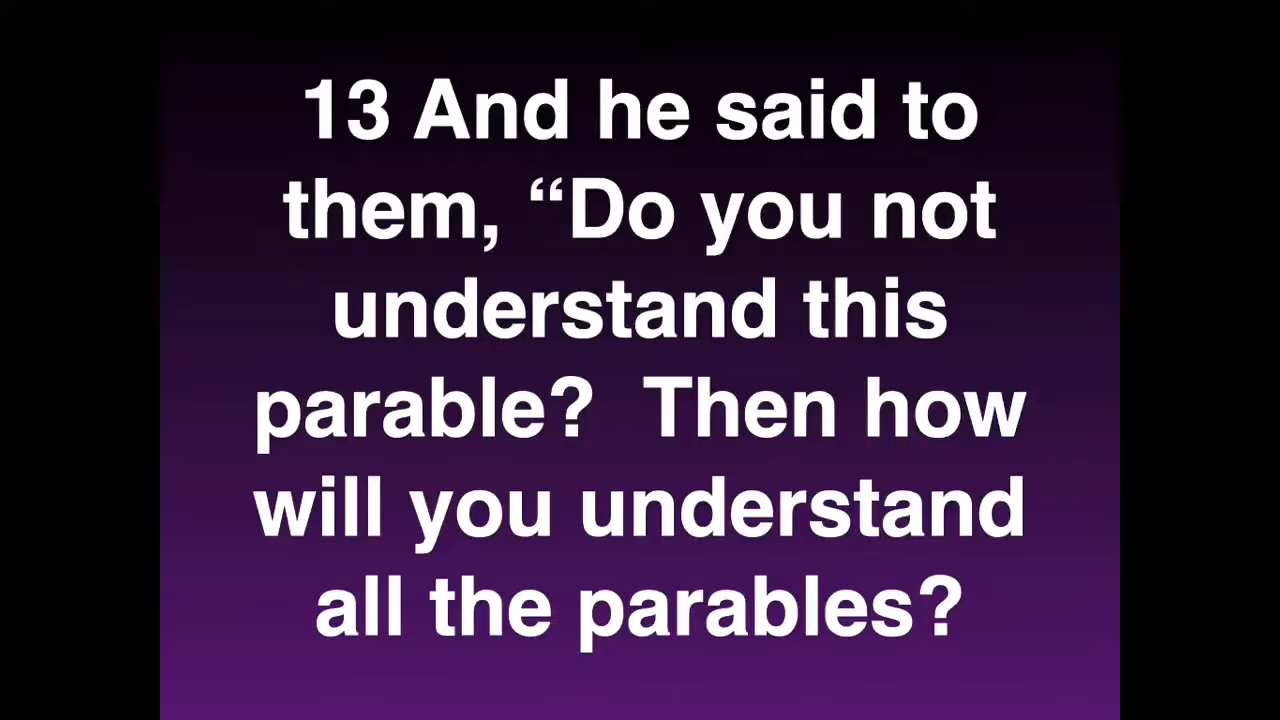 13 And he said to
them, “Do you not
understand this
parable?  Then how
will you understand
all the parables?